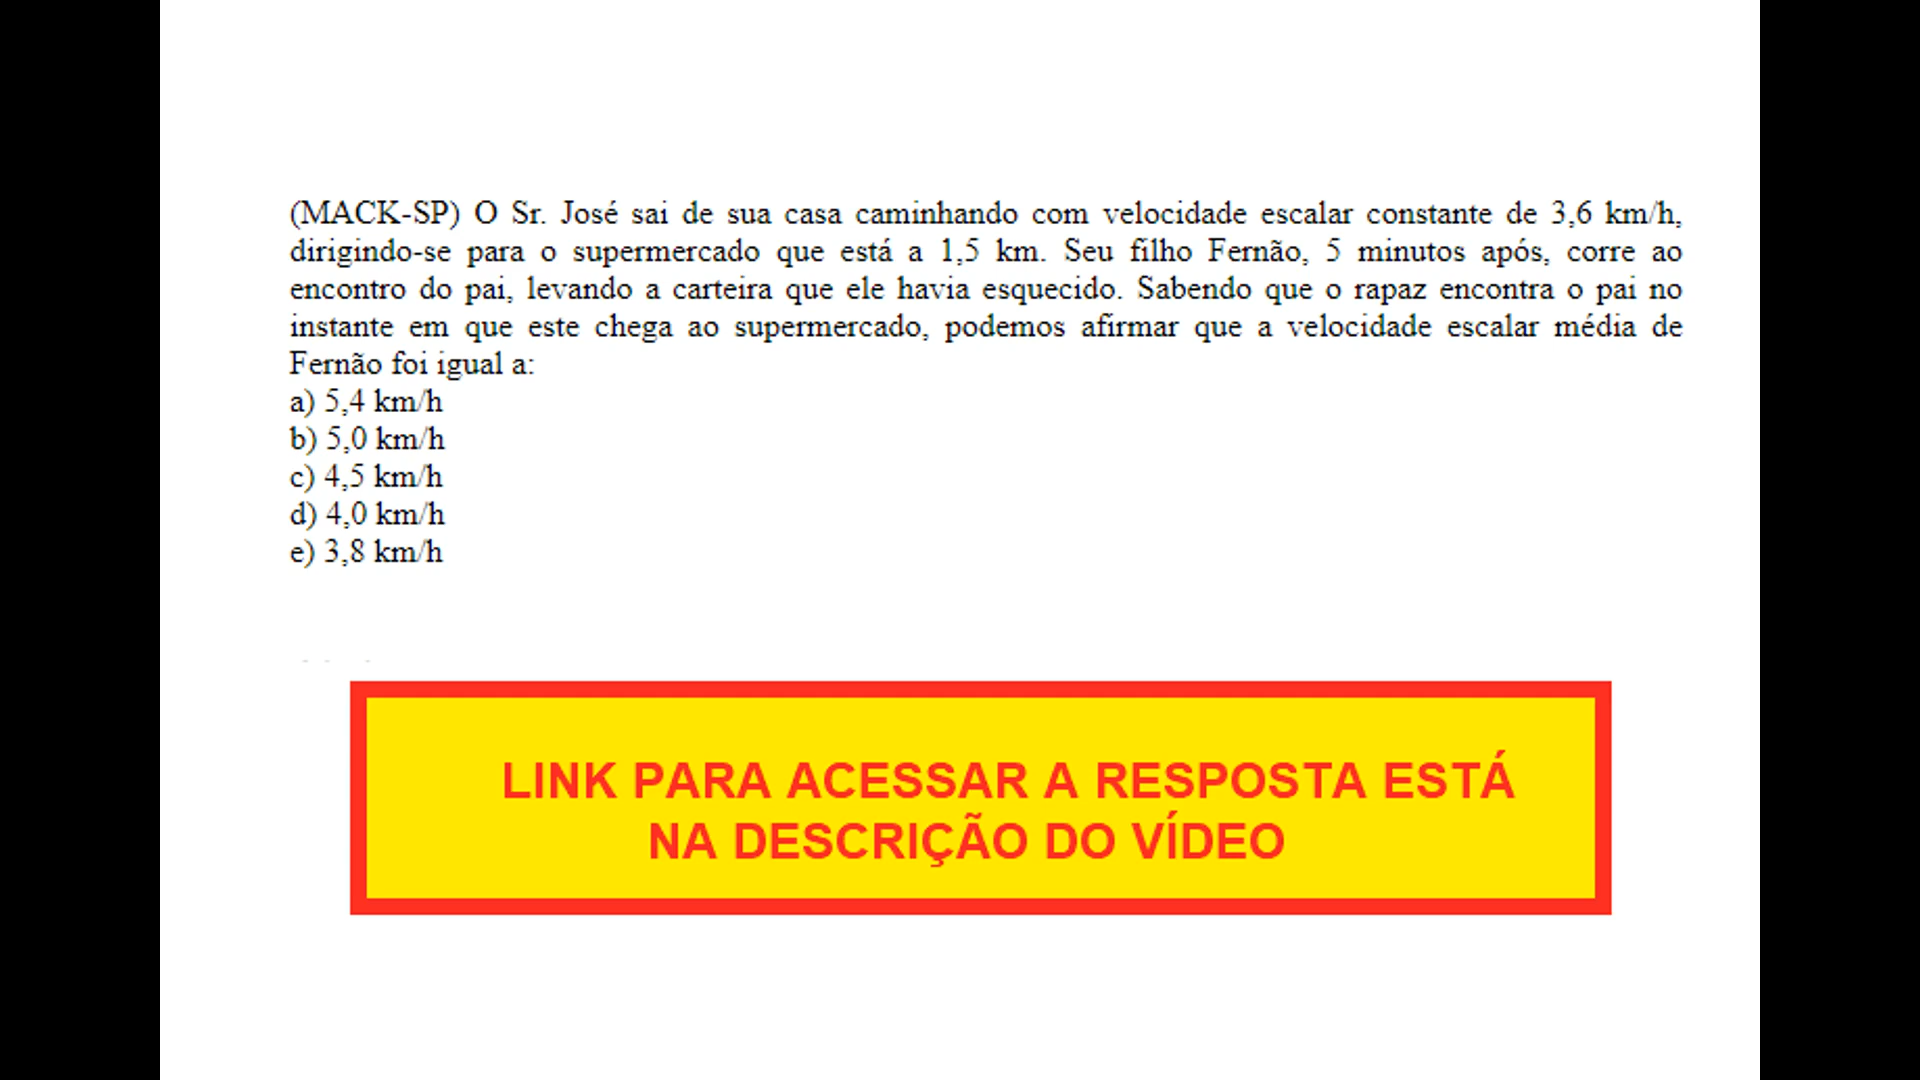 (MACK-SP) O Sr. José sai de sua casa caminhando com velocidade escalar constante de 3,6 km/h,
dirigindo-se para o supermercado que está a 1,5 km. Seu filho Fernão, 5 minutos após, corre ao
encontro do pai, levando a carteira que ele havia esquecido. Sabendo que o rapaz encontra o pai no
instante em que este chega ao supermercado, podemos afirmar que a velocidade escalar média de
Fernão foi igual a:
a) 5,4 km/h
b) 5,0 km/h
c) 4,5 km/h
d) 4,0 km/h
e) 3,8 km/h
LINK PARA ACESSAR A RESPOSTA ESTÁ
NA DESCRIÇÃO DO VÍDEO